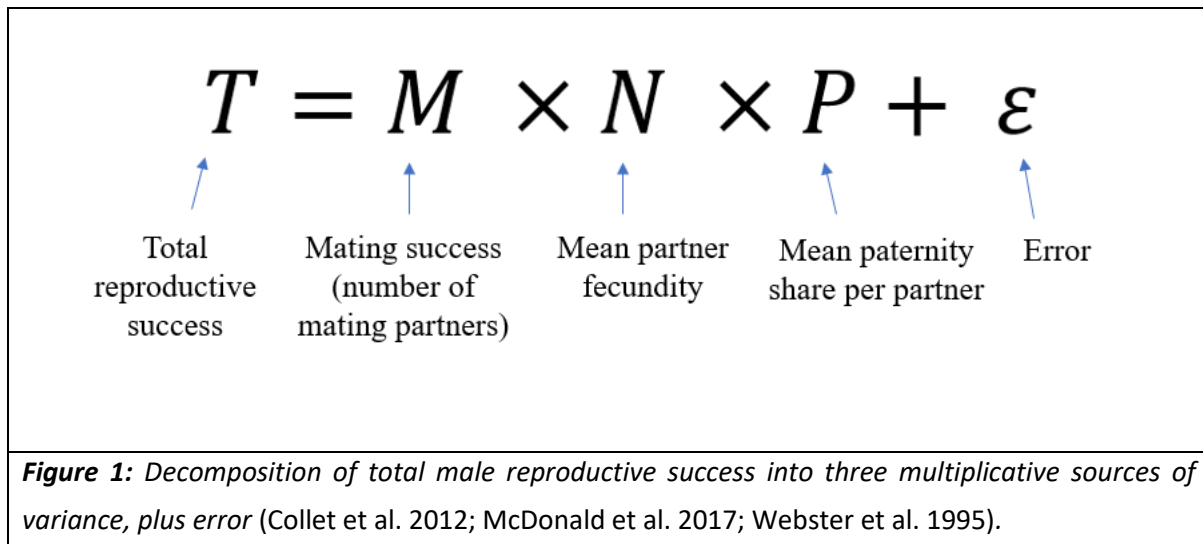 T = M × N × P + ε
Total
reproductive
success
Mating success
(number of
mating partners)
Mean partner
fecundity
Mean paternity
share per partner
Error
Figure 1: Decomposition of total male reproductive success into three multiplicative sources of
variance, plus error (Collet et al. 2012; McDonald et al. 2017; Webster et al. 1995).